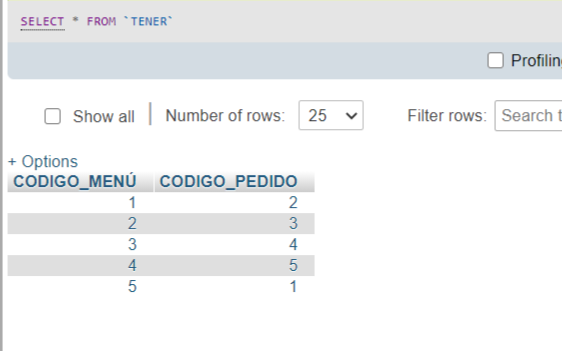 SELECT * FROM `TENER`
Show all | Number of rows: 25 Filter rows: Search
+ Options
CODIGO_MENÚ CODIGO_PEDIDO
1 2
2 3
3 4
4 5
5 1